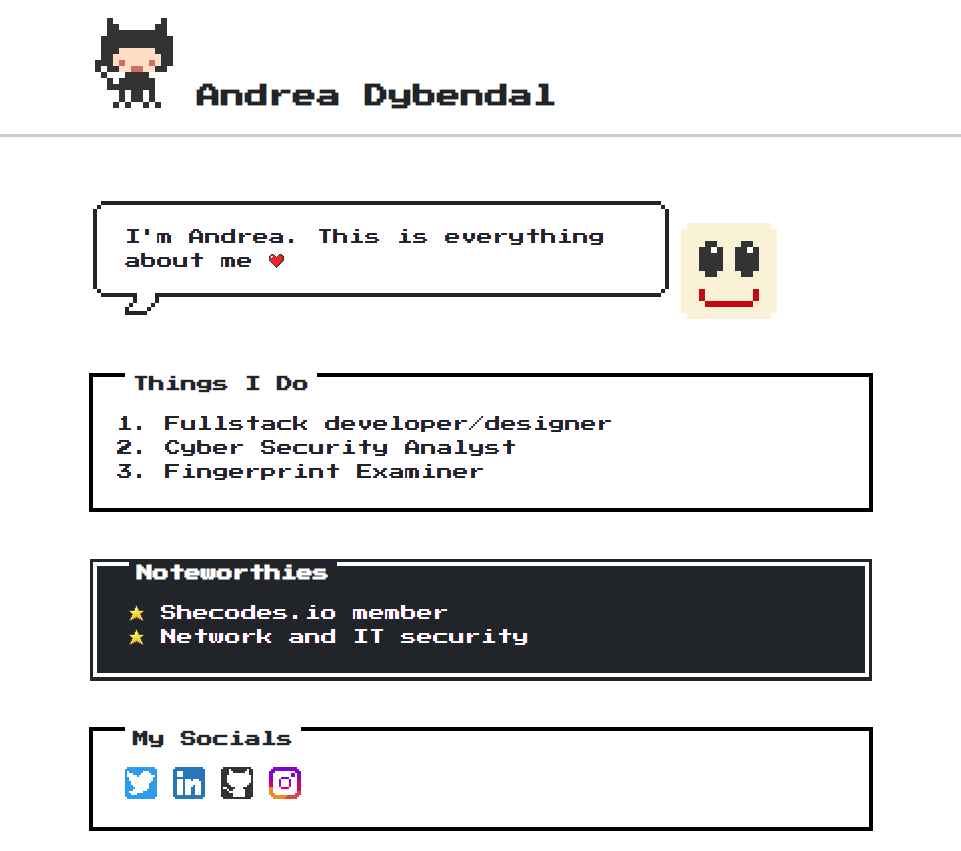 Andrea Dybendal
I'm Andrea. This is everything
about me ❤
Things I Do
1. Fullstack developer/designer
2. Cyber Security Analyst
3. Fingerprint Examiner
Noteworthies
Shecodes.io member
Network and IT security
My Socials
in